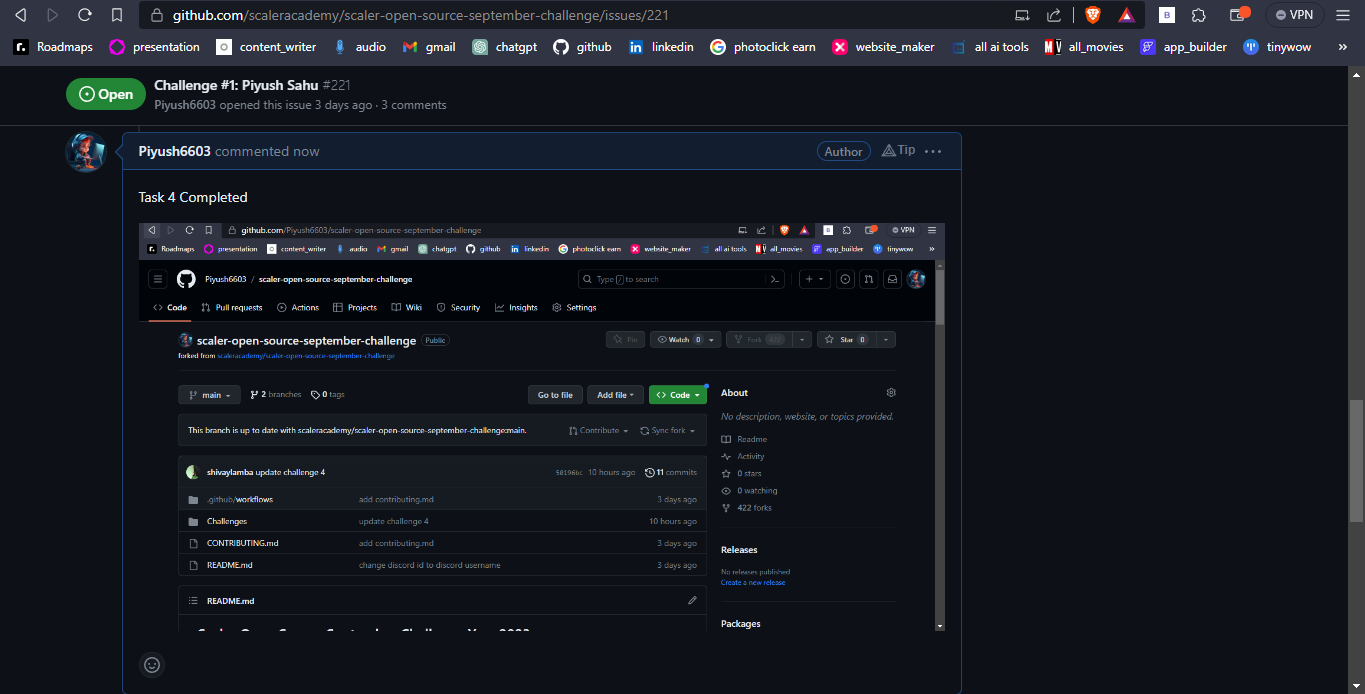 github.com/scaleracademy/scaler-open-source-september-challenge/issues/221
B
VPN
Roadmaps presentation content_writer audio gmail chatgpt github linkedin photoclick earn website_maker all ai tools all_movies app_builder tinywow »
Open
Challenge #1: Piyush Sahu #221
Piyush6603 opened this issue 3 days ago · 3 comments
Piyush6603 commented now
Author
Tip
Task 4 Completed
github.com/Piyush6603/scaler-open-source-september-challenge
B
VPN
Roadmaps presentation content_writer audio gmail chatgpt github linkedin photoclick earn website_maker all ai tools all_movies app_builder tinywow »
Piyush6603 / scaler-open-source-september-challenge
Type / to search
Code Pull requests Actions Projects Wiki Security Insights Settings
scaler-open-source-september-challenge Public
Pin Watch 0 Fork 422 Star 0
forked from scaleracademy/scaler-open-source-september-challenge
main 2 branches 0 tags
Go to file Add file Code
About
No description, website, or topics provided.
This branch is up to date with scaleracademy/scaler-open-source-september-challenge:main.
Contribute Sync fork
Readme
Activity
0 stars
0 watching
422 forks
shivaylamba update challenge 4
10 hours ago 11 commits
.github/workflows add contributing.md 3 days ago
Challenges update challenge 4 10 hours ago
CONTRIBUTING.md add contributing.md 3 days ago
README.md change discord id to discord username 3 days ago
Releases
No releases published
Create a new release
README.md
Packages